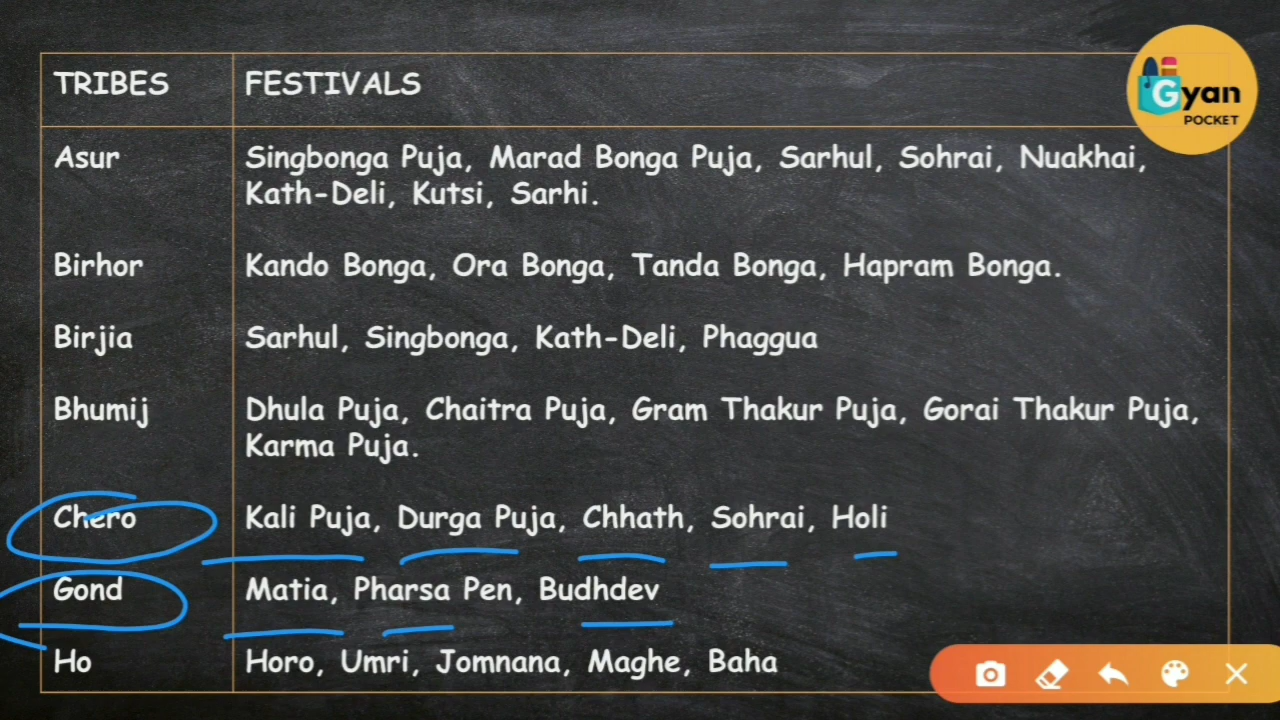 TRIBES FESTIVALS
Gyan
POCKET
Asur Singbonga Puja, Marad Bonga Puja, Sarhul, Sohrai, Nuakhai,
Kath-Deli, Kutsi, Sarhi.
Birhor Kando Bonga, Ora Bonga, Tanda Bonga, Hapram Bonga.
Birjia Sarhul, Singbonga, Kath-Deli, Phaggua
Bhumij Dhula Puja, Chaitra Puja, Gram Thakur Puja, Gorai Thakur Puja,
Karma Puja.
Chero Kali Puja, Durga Puja, Chhath, Sohrai, Holi
Gond Matia, Pharsa Pen, Budhdev
Ho Horo, Umri, Jomnana, Maghe, Baha